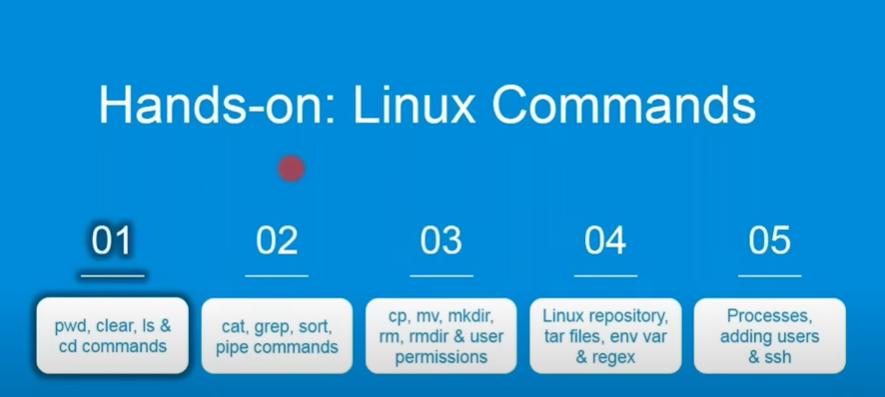 Hands-on: Linux Commands
01
pwd, clear, ls &
cd commands
02
cat, grep, sort,
pipe commands
03
cp, mv, mkdir,
rm, rmdir & user
permissions
04
Linux repository,
tar files, env var
& regex
05
Processes,
adding users
& ssh